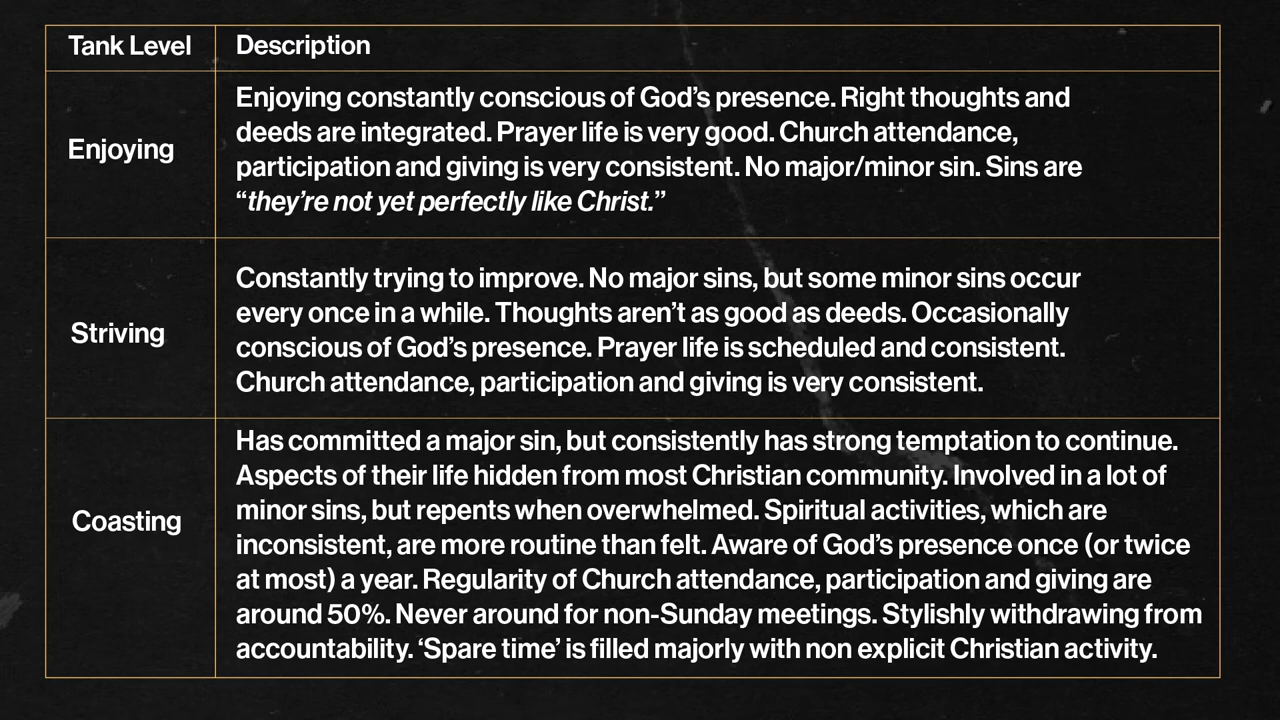 Tank Level
Description
Enjoying
Enjoying constantly conscious of God’s presence. Right thoughts and
deeds are integrated. Prayer life is very good. Church attendance,
participation and giving is very consistent. No major/minor sin. Sins are
“they’re not yet perfectly like Christ.”
Striving
Constantly trying to improve. No major sins, but some minor sins occur
every once in a while. Thoughts aren’t as good as deeds. Occasionally
conscious of God’s presence. Prayer life is scheduled and consistent.
Church attendance, participation and giving is very consistent.
Coasting
Has committed a major sin, but consistently has strong temptation to continue.
Aspects of their life hidden from most Christian community. Involved in a lot of
minor sins, but repents when overwhelmed. Spiritual activities, which are
inconsistent, are more routine than felt. Aware of God’s presence once (or twice
at most) a year. Regularity of Church attendance, participation and giving are
around 50%. Never around for non-Sunday meetings. Stylishly withdrawing from
accountability. ‘Spare time’ is filled majorly with non explicit Christian activity.